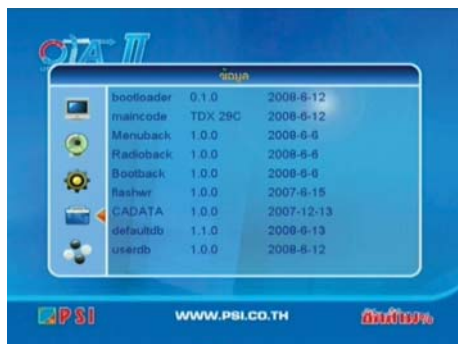 OTA II
ข้อมูล
bootloader 0.1.0 2008-6-12
maincode TDX 29C 2008-6-12
Menuback 1.0.0 2008-6-6
Radioback 1.0.0 2008-6-6
Bootback 1.0.0 2008-6-6
flashwr 1.0.0 2007-6-15
CADATA 1.0.0 2007-12-13
defaultdb 1.1.0 2008-6-13
userdb 1.0.0 2008-6-12
PSI WWW.PSI.CO.TH